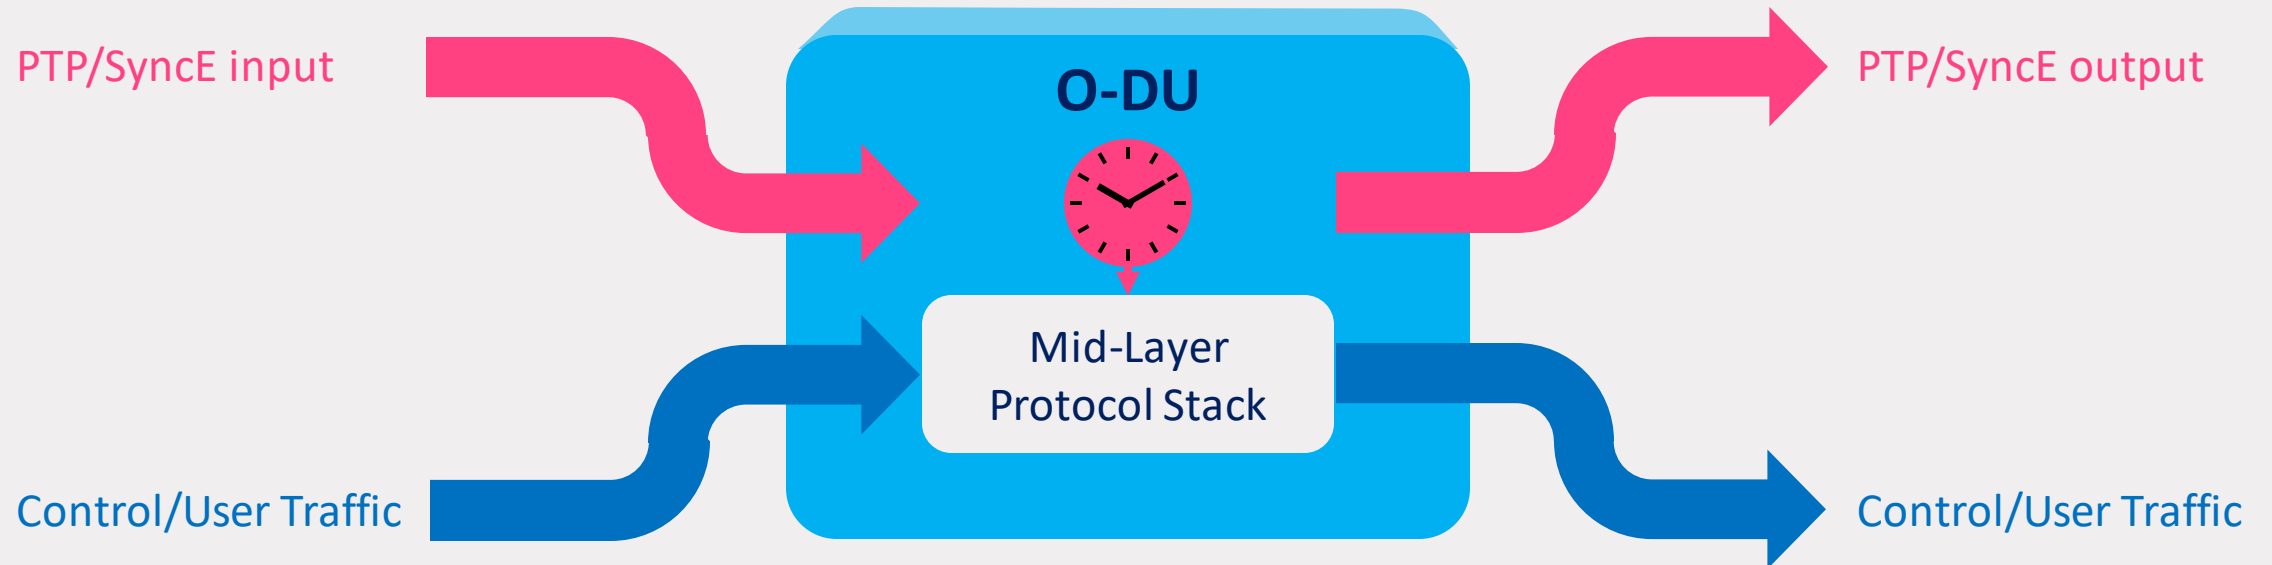 PTP/SyncE input
O-DU
PTP/SyncE output
Mid-Layer
Protocol Stack
Control/User Traffic
Control/User Traffic